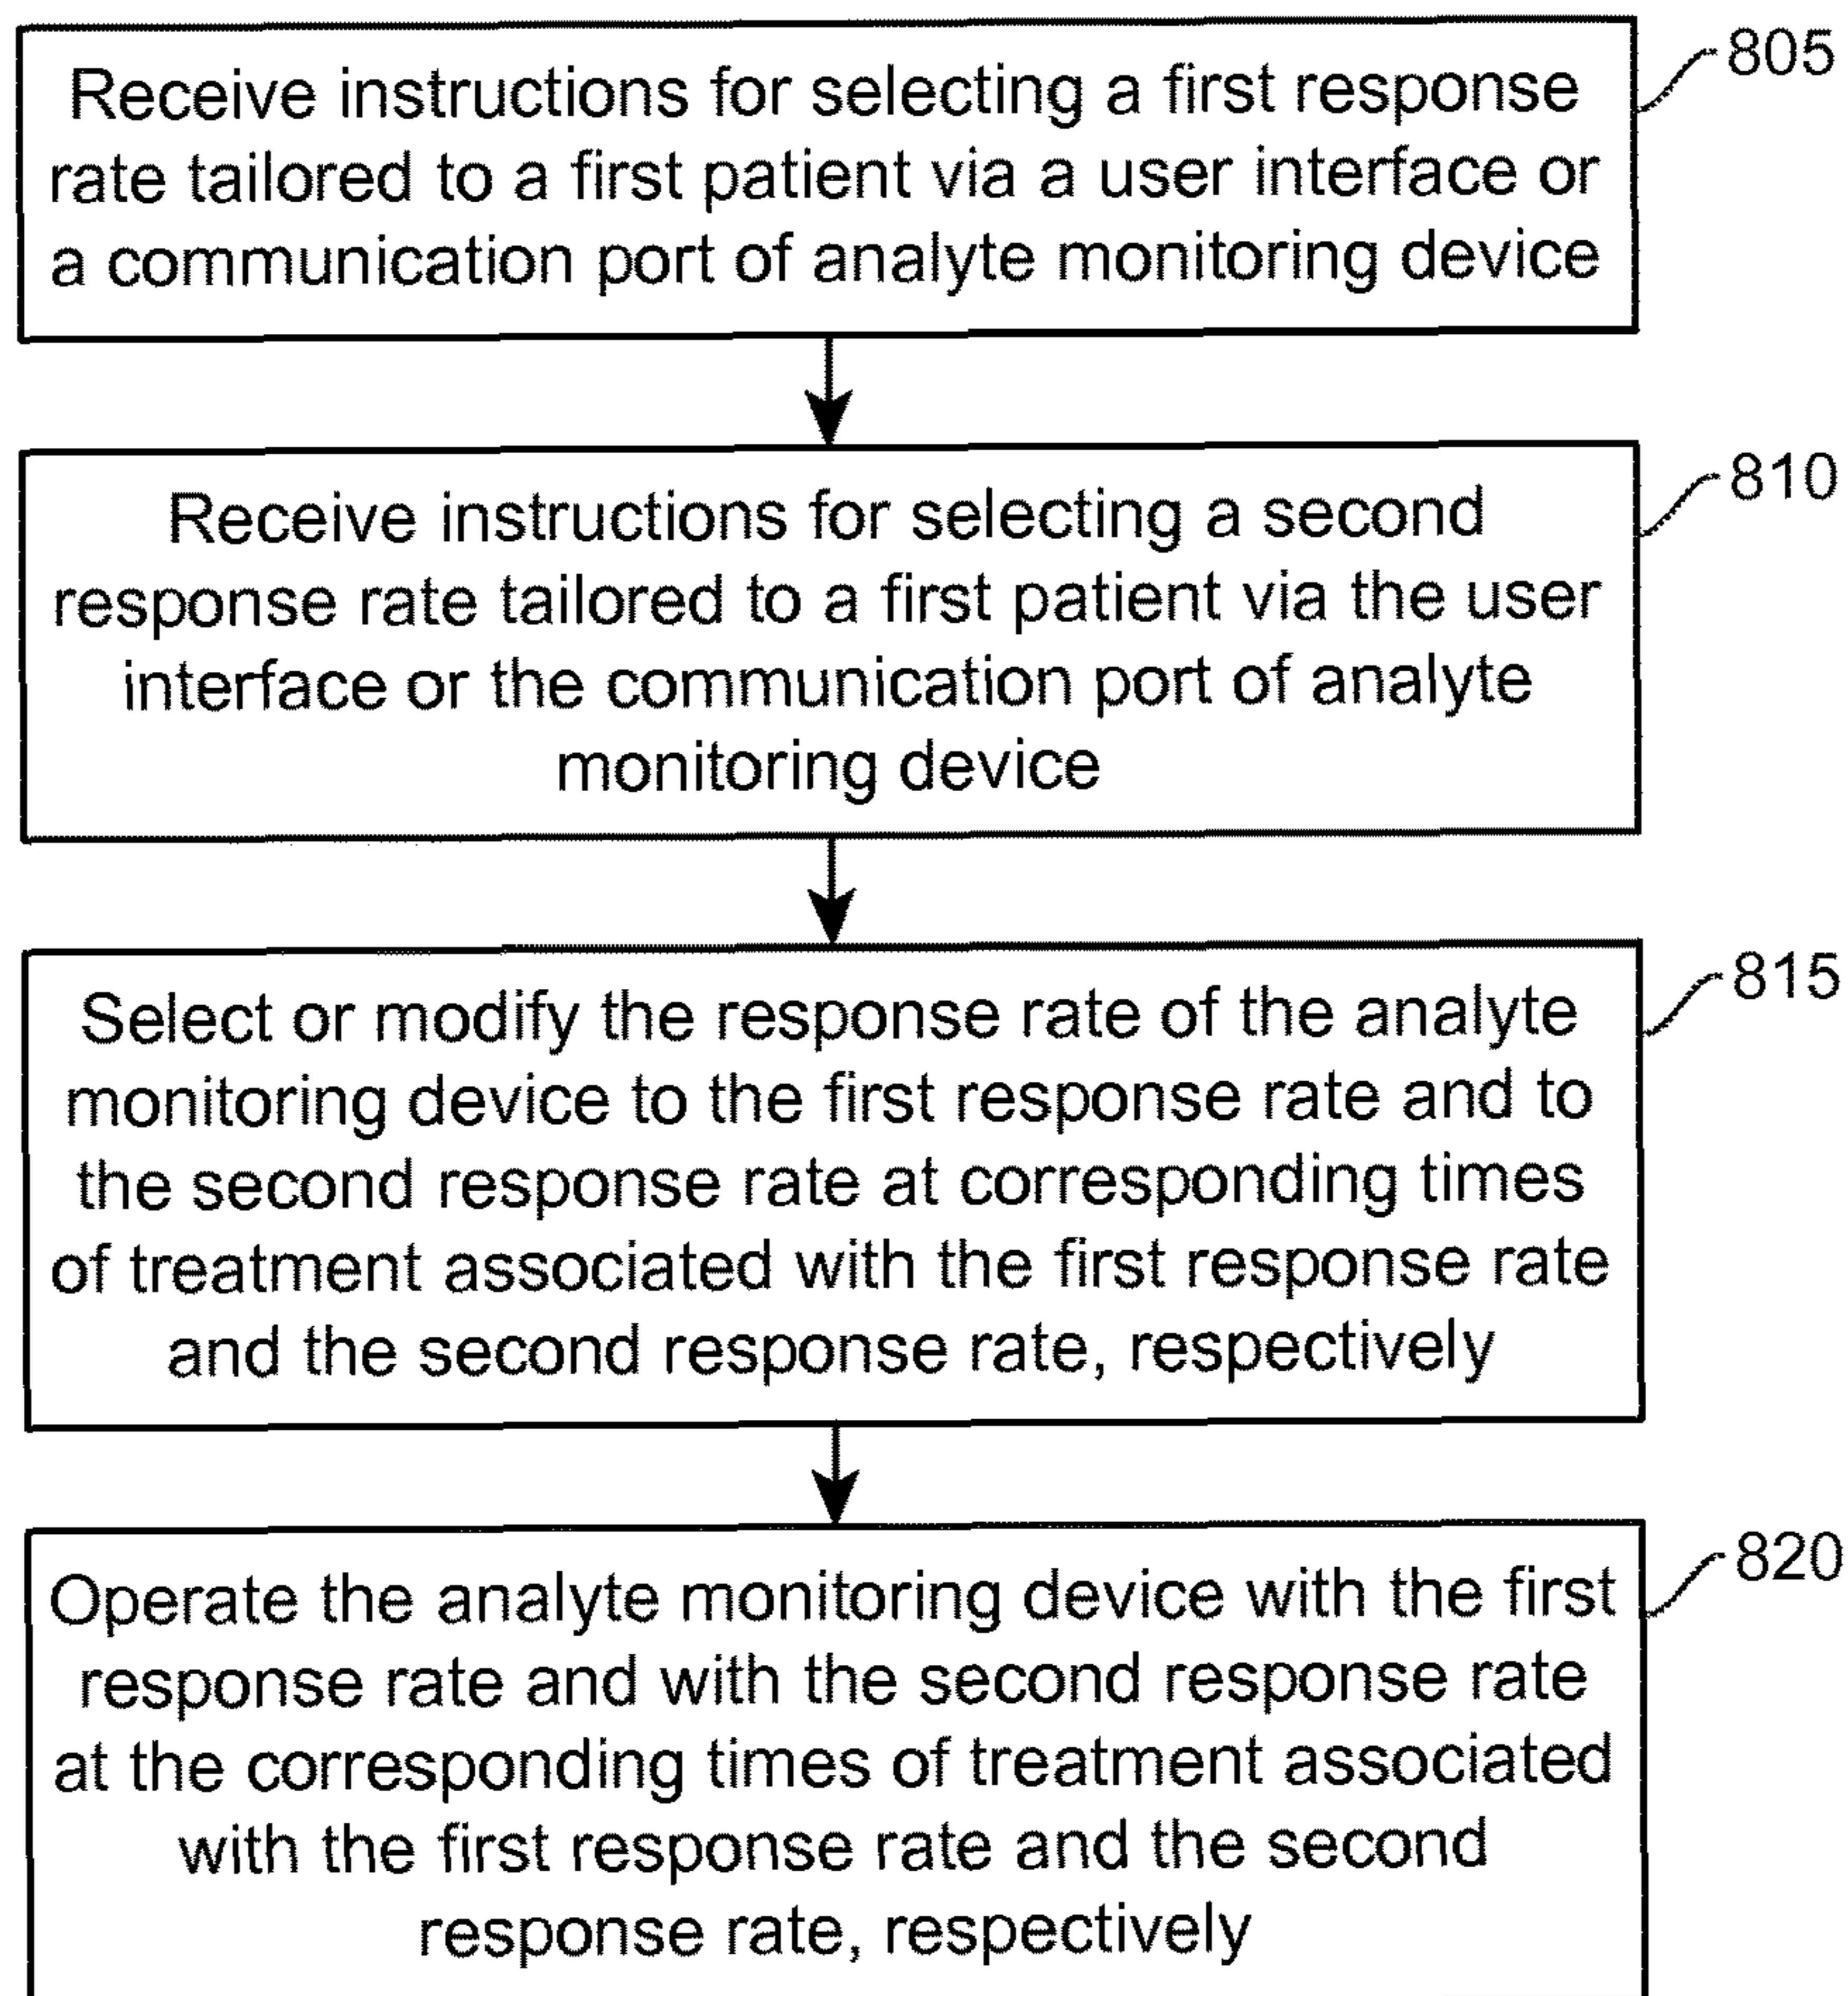 Receive instructions for selecting a first response
rate tailored to a first patient via a user interface or
a communication port of analyte monitoring device
805
Receive instructions for selecting a second
response rate tailored to a first patient via the user
interface or the communication port of analyte
monitoring device
810
Select or modify the response rate of the analyte
monitoring device to the first response rate and to
the second response rate at corresponding times
of treatment associated with the first response rate
and the second response rate, respectively
815
Operate the analyte monitoring device with the first
response rate and with the second response rate
at the corresponding times of treatment associated
with the first response rate and the second
response rate, respectively
820